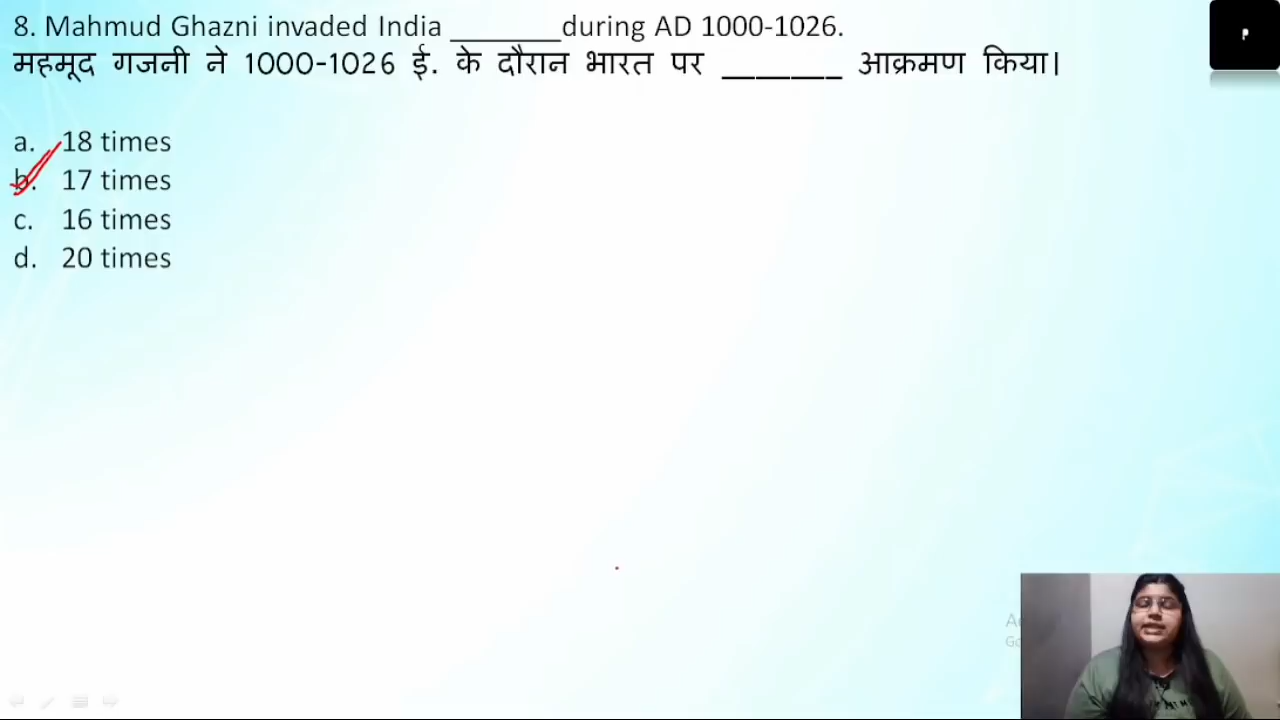 8. Mahmud Ghazni invaded India ________during AD 1000-1026.
महमूद गजनी ने 1000-1026 ई. के दौरान भारत पर _______ आक्रमण किया।
a. 18 times
b. 17 times
c. 16 times
d. 20 times